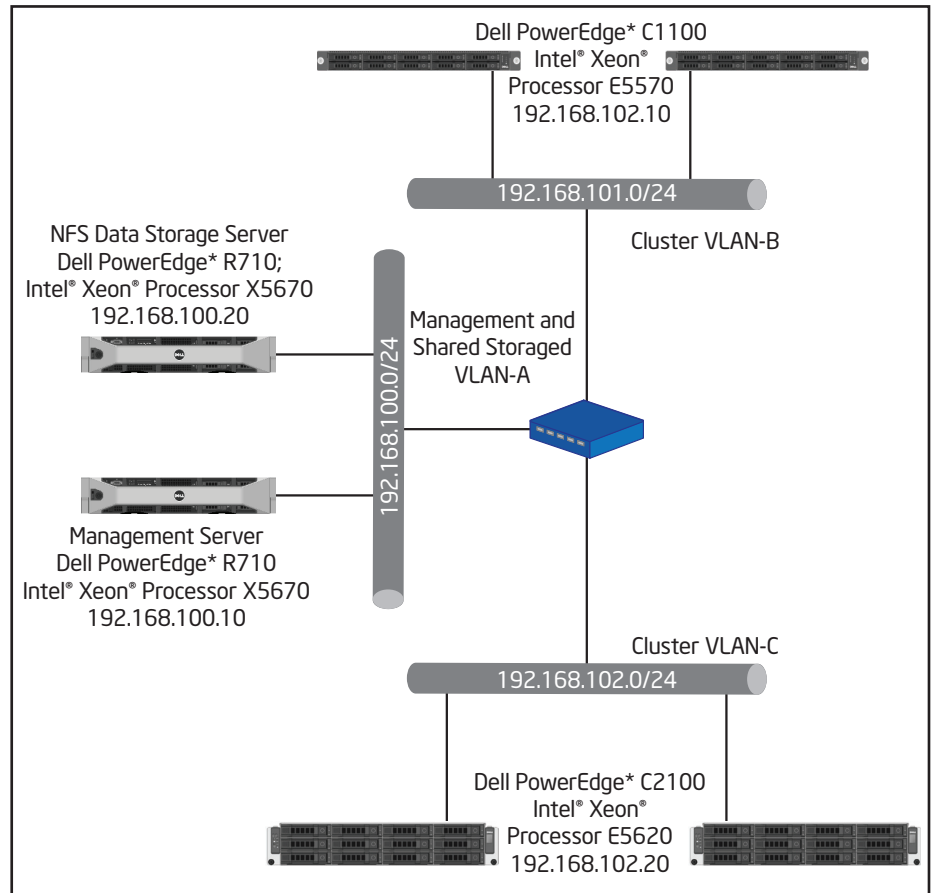 Dell PowerEdge* C1100
Intel® Xeon®
Processor E5570
192.168.102.10
192.168.101.0/24
Cluster VLAN-B
NFS Data Storage Server
Dell PowerEdge* R710;
Intel® Xeon® Processor X5670
192.168.100.20
Management and
Shared Storaged
VLAN-A
192.168.100.0/24
Management Server
Dell PowerEdge* R710
Intel® Xeon® Processor X5670
192.168.100.10
Cluster VLAN-C
192.168.102.0/24
Dell PowerEdge* C2100
Intel® Xeon®
Processor E5620
192.168.102.20